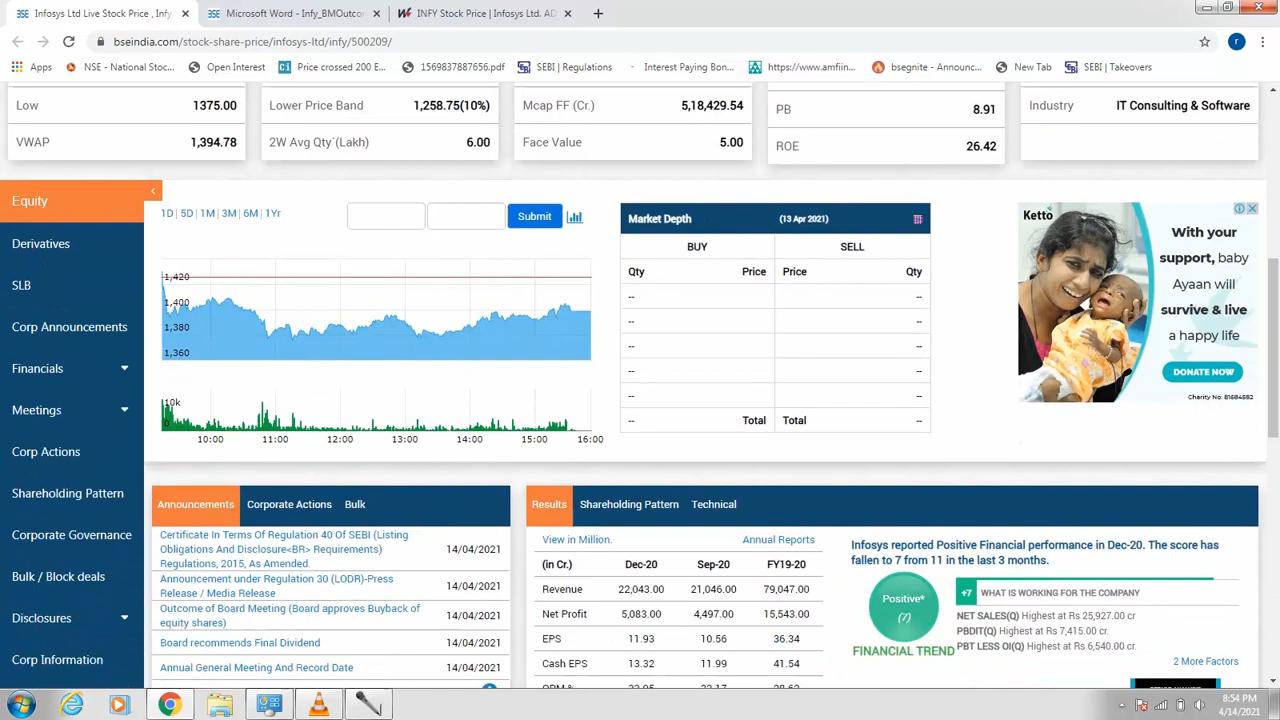 Infosys Ltd Live Stock Price , Infy
Microsoft Word - Infy_BMOutcor
INFY Stock Price | Infosys Ltd. AD
bseindia.com/stock-share-price/infosys-ltd/infy/500209/
r
Apps
NSE - National Stoc...
Open Interest
Price crossed 200 E...
1569837887656.pdf
SEBI | Regulations
Interest Paying Bon...
https://www.amfiin...
bsegnite - Announc...
New Tab
SEBI | Takeovers
Low 1375.00
Lower Price Band 1,258.75(10%)
Mcap FF (Cr.) 5,18,429.54
PB 8.91
Industry IT Consulting & Software
VWAP 1,394.78
2W Avg Qty*(Lakh) 6.00
Face Value 5.00
ROE 26.42
Equity
Derivatives
SLB
Corp Announcements
Financials
Meetings
Corp Actions
Shareholding Pattern
Corporate Governance
Bulk / Block deals
Disclosures
Corp Information
1D | 5D | 1M | 3M | 6M | 1Yr
Submit
1,420
1,400
1,380
1,360
10k
0
10:00 11:00 12:00 13:00 14:00 15:00 16:00
Market Depth (13 Apr 2021)
BUY SELL
Qty Price Price Qty
-- --
-- --
-- --
-- --
-- --
-- Total Total --
Ketto
With your
support, baby
Ayaan will
survive & live
a happy life
DONATE NOW
Charity No: 81684582
Announcements Corporate Actions Bulk
Certificate In Terms Of Regulation 40 Of SEBI (Listing
Obligations And Disclosure<BR> Requirements) 14/04/2021
Regulations, 2015, As Amended.
Announcement under Regulation 30 (LODR)-Press 14/04/2021
Release / Media Release
Outcome of Board Meeting (Board approves Buyback of 14/04/2021
equity shares)
Board recommends Final Dividend 14/04/2021
Annual General Meeting And Record Date 14/04/2021
Results Shareholding Pattern Technical
View in Million. Annual Reports
(in Cr.) Dec-20 Sep-20 FY19-20
Revenue 22,043.00 21,046.00 79,047.00
Net Profit 5,083.00 4,497.00 15,543.00
EPS 11.93 10.56 36.34
Cash EPS 13.32 11.99 41.54
Infosys reported Positive Financial performance in Dec-20. The score has
fallen to 7 from 11 in the last 3 months.
Positive*
(7)
FINANCIAL TREND
+7 WHAT IS WORKING FOR THE COMPANY
NET SALES(Q) Highest at Rs 25,927.00 cr
PBDIT(Q) Highest at Rs 7,415.00 cr.
PBT LESS OI(Q) Highest at Rs 6,540.00 cr.
2 More Factors
8:54 PM
4/14/2021